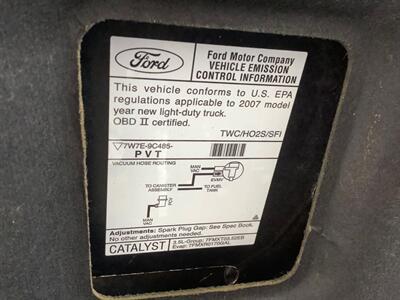 Ford
Ford Motor Company
VEHICLE EMISSION
CONTROL INFORMATION
This vehicle conforms to U.S. EPA
regulations applicable to 2007 model
year new light-duty truck.
OBD II certified.
TWC/HO2S/SFI
7W7E-9C485-
PVT
VACUUM HOSE ROUTING
MAN
VAC
EVMV
TO CANISTER
ASSEMBLY
TO FUEL
TANK
MAN
VAC
Adjustments: Spark Plug Gap: See Spec Book.
No other adjustments needed.
CATALYST